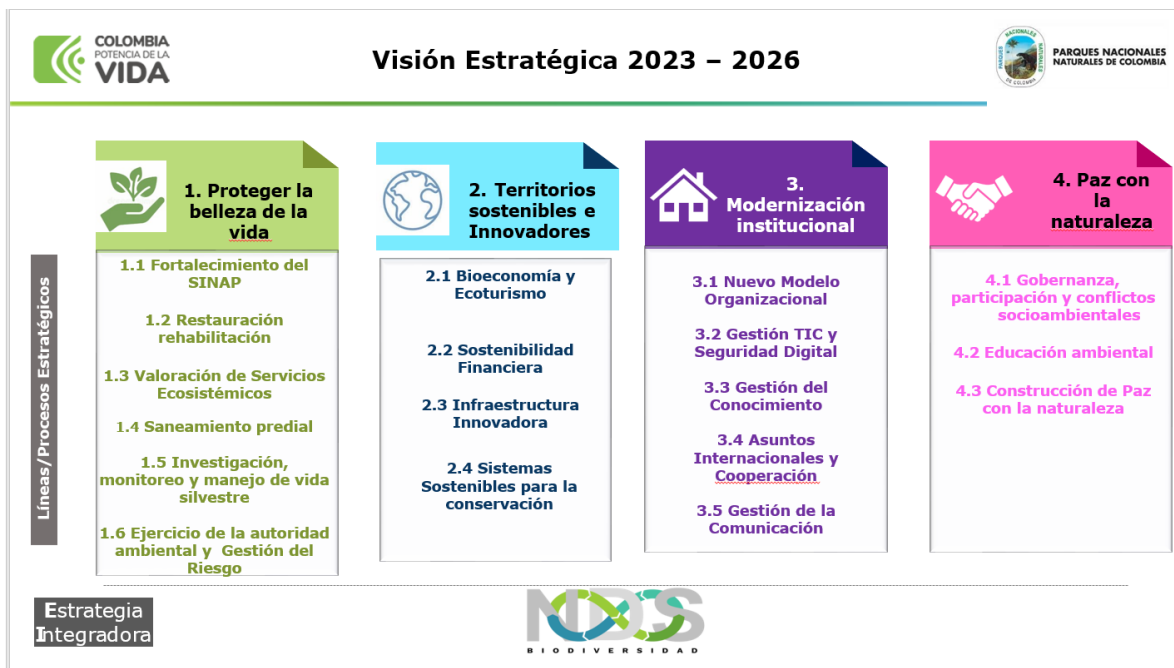 COLOMBIA
POTENCIA DE LA
VIDA
Visión Estratégica 2023 – 2026
PARQUES NACIONALES
NATURALES DE COLOMBIA
PARQUES
NACIONALES
NATURALES
DE COLOMBIA
1. Proteger la
belleza de la
vida
2. Territorios
sostenibles e
Innovadores
3.
Modernización
institucional
4. Paz con
la
naturaleza
Líneas/Procesos Estratégicos
1.1 Fortalecimiento del
SINAP
1.2 Restauración
rehabilitación
1.3 Valoración de Servicios
Ecosistémicos
1.4 Saneamiento predial
1.5 Investigación,
monitoreo y manejo de vida
silvestre
1.6 Ejercicio de la autoridad
ambiental y Gestión del
Riesgo
2.1 Bioeconomía y
Ecoturismo
2.2 Sostenibilidad
Financiera
2.3 Infraestructura
Innovadora
2.4 Sistemas
Sostenibles para la
conservación
3.1 Nuevo Modelo
Organizacional
3.2 Gestión TIC y
Seguridad Digital
3.3 Gestión del
Conocimiento
3.4 Asuntos
Internacionales y
Cooperación
3.5 Gestión de la
Comunicación
4.1 Gobernanza,
participación y conflictos
socioambientales
4.2 Educación ambiental
4.3 Construcción de Paz
con la naturaleza
Estrategia
Integradora
NDS
BIODIVERSIDAD